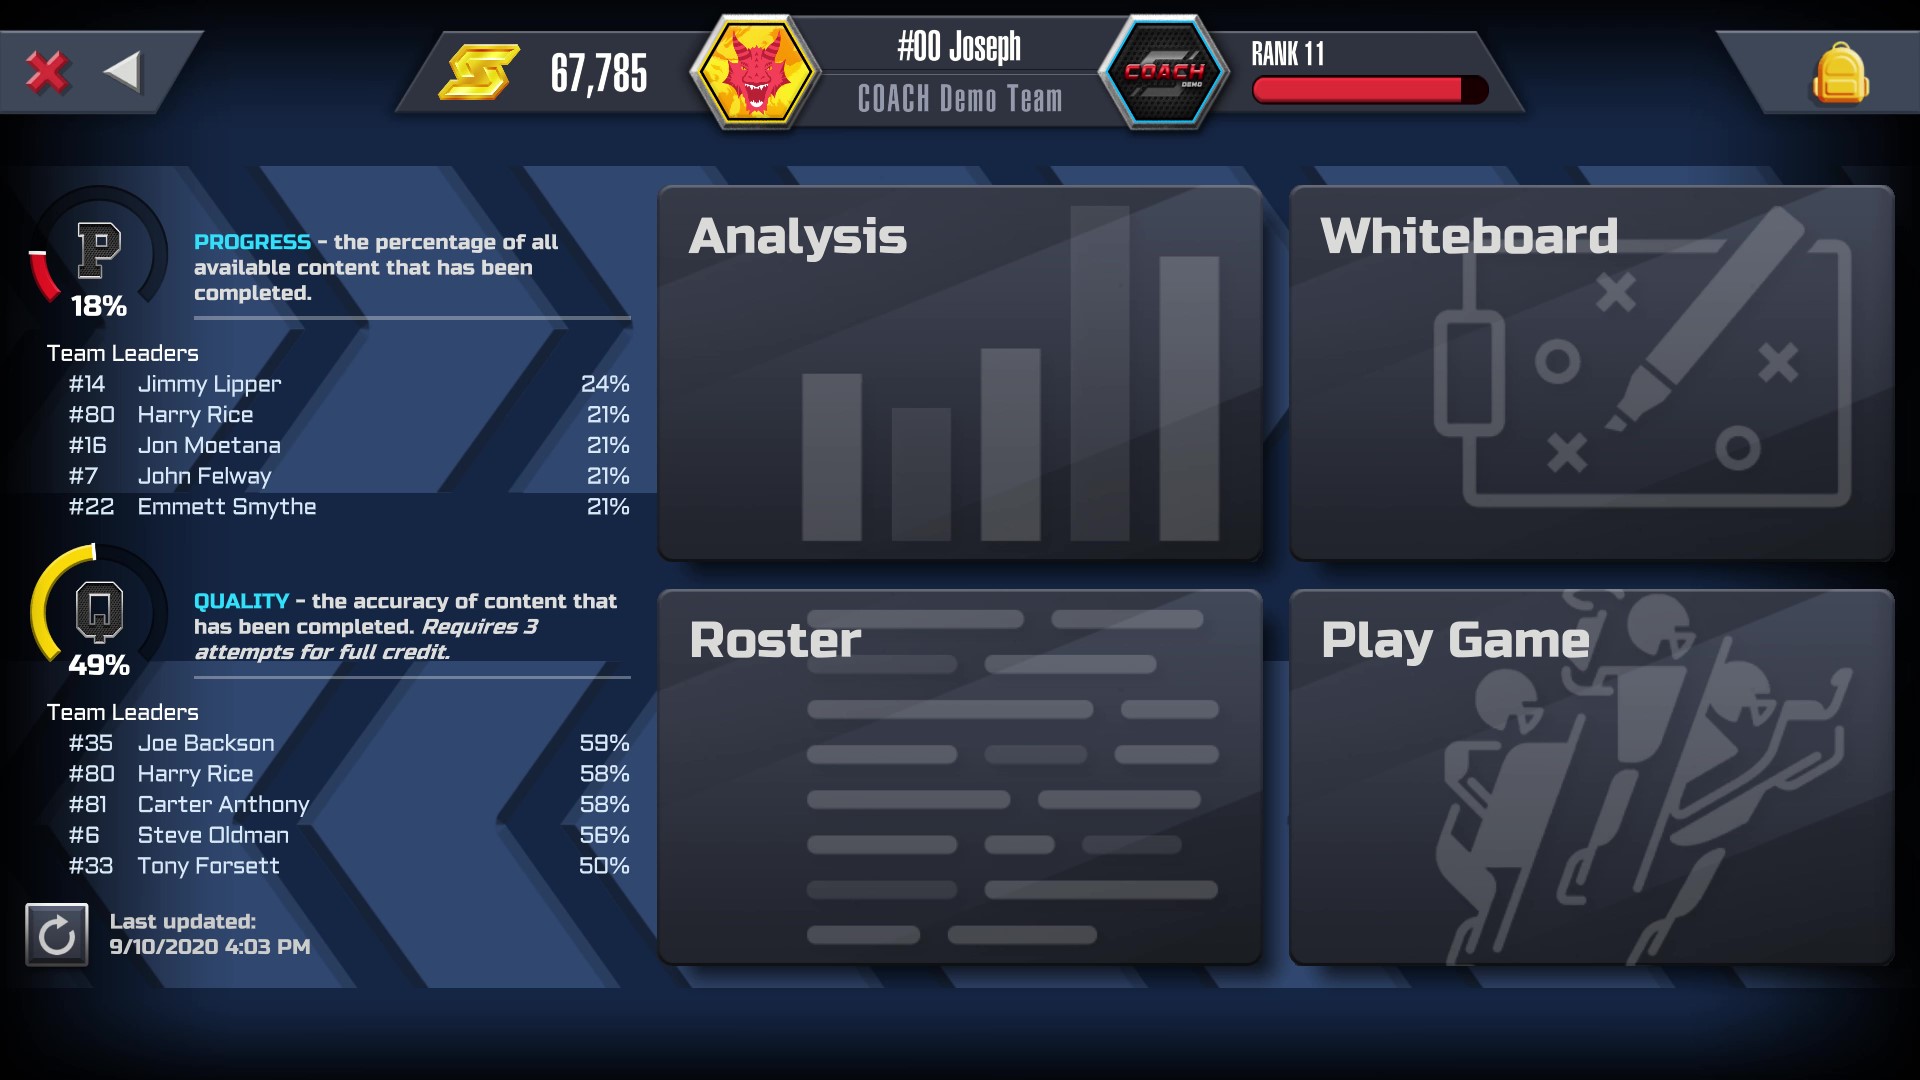 67,785
#00 Joseph
COACH Demo Team
COACH
DEMO
RANK 11
P
18%
PROGRESS - the percentage of all
available content that has been
completed.
Team Leaders
#14 Jimmy Lipper 24%
#80 Harry Rice 21%
#16 Jon Moetana 21%
#7 John Felway 21%
#22 Emmett Smythe 21%
Q
49%
QUALITY - the accuracy of content that
has been completed. Requires 3
attempts for full credit.
Team Leaders
#35 Joe Backson 59%
#80 Harry Rice 58%
#81 Carter Anthony 58%
#6 Steve Oldman 56%
#33 Tony Forsett 50%
Last updated:
9/10/2020 4:03 PM
Analysis
Whiteboard
Roster
Play Game